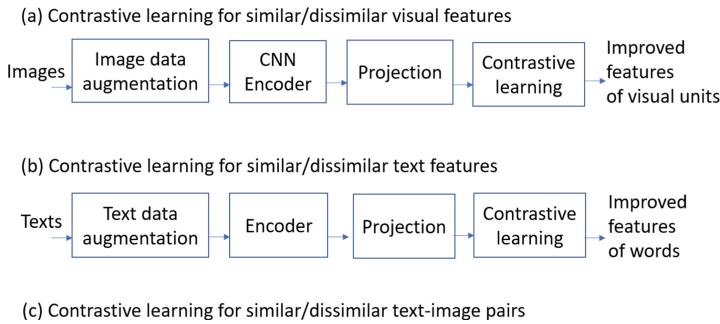 (a) Contrastive learning for similar/dissimilar visual features
Images
Image data
augmentation
CNN
Encoder
Projection
Contrastive
learning
Improved
features
of visual units
(b) Contrastive learning for similar/dissimilar text features
Texts
Text data
augmentation
Encoder
Projection
Contrastive
learning
Improved
features
of words
(c) Contrastive learning for similar/dissimilar text-image pairs